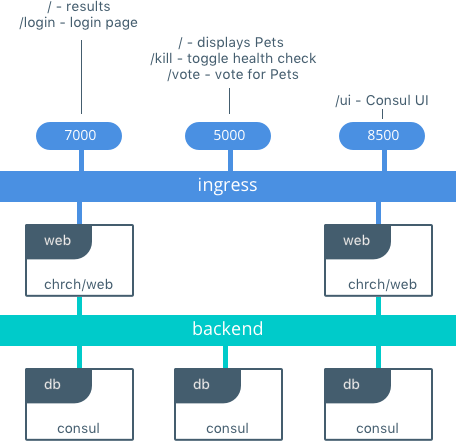 / - results
/login - login page
/ - displays Pets
/kill - toggle health check
/vote - vote for Pets
/ui - Consul UI
7000
5000
8500
ingress
web
chrch/web
web
chrch/web
backend
db
consul
db
consul
db
consul